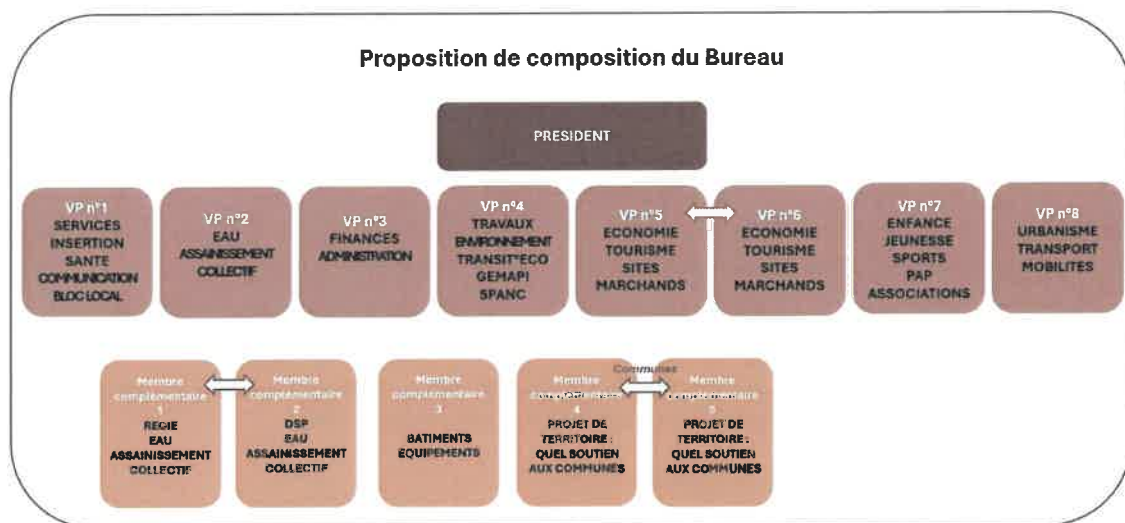 Proposition de composition du Bureau
PRESIDENT
VP n°1
SERVICES
INSERTION
SANTE
COMMUNICATION
BLOC LOCAL
VP n°2
EAU
ASSAINISSEMENT
COLLECTIF
VP n°3
FINANCES
ADMINISTRATION
VP n°4
TRAVAUX
ENVIRONNEMENT
TRANSIT°ECO
GEMAPI
SPANC
VP n°5
ECONOMIE
TOURISME
SITES
MARCHANDS
VP n°6
ECONOMIE
TOURISME
SITES
MARCHANDS
VP n°7
ENFANCE
JEUNESSE
SPORTS
PAP
ASSOCIATIONS
VP n°8
URBANISME
TRANSPORT
MOBILITES
Membre
complémentaire
1
REGIE
EAU
ASSAINISSEMENT
COLLECTIF
Membre
complémentaire
2
DSP
EAU
ASSAINISSEMENT
COLLECTIF
Membre
complémentaire
3
BATIMENTS
EQUIPEMENTS
Membre
complémentaire
4
PROJET DE
TERRITOIRE :
QUEL SOUTIEN
AUX COMMUNES
Communes
Membre
complémentaire
5
PROJET DE
TERRITOIRE :
QUEL SOUTIEN
AUX COMMUNES